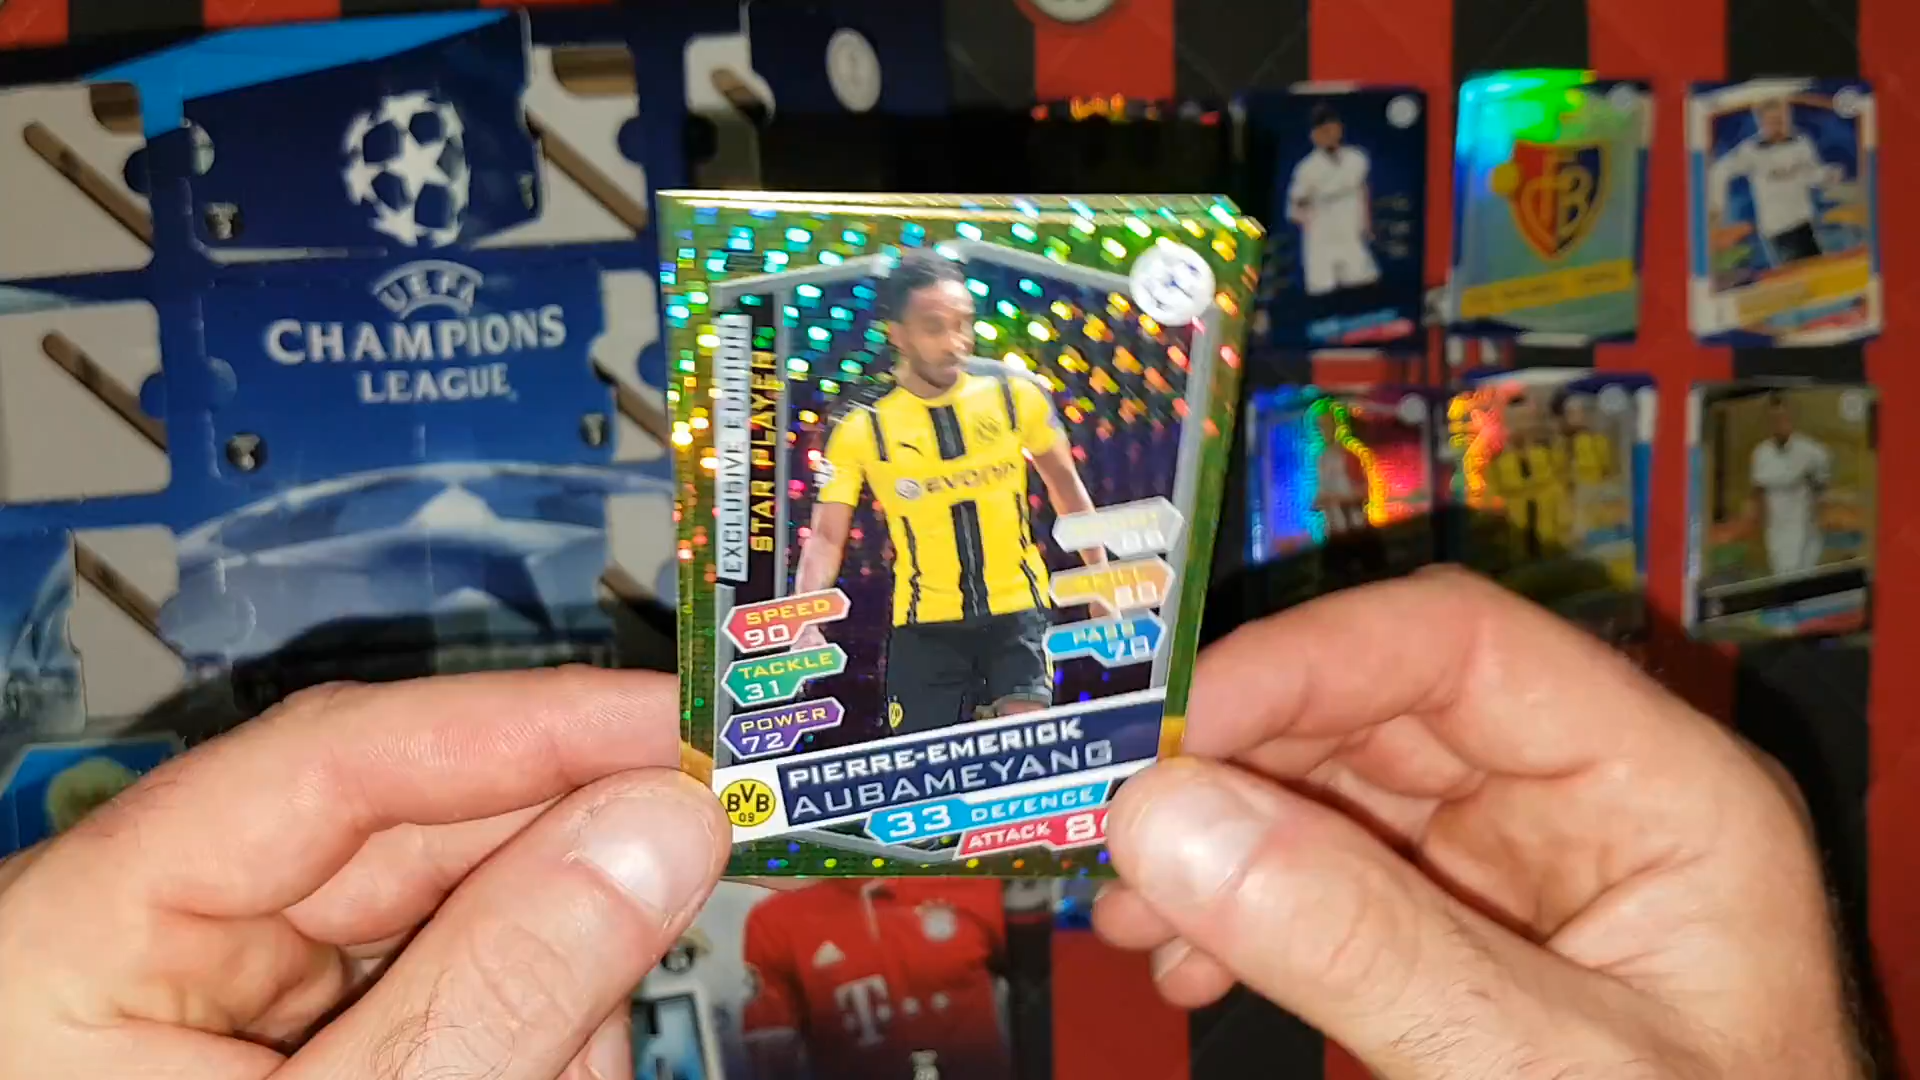 UEFA
CHAMPIONS
LEAGUE
EXCLUSIVE EDITION
STAR PLAYER
EVONIK
SPEED
90
TACKLE
31
POWER
72
80
PASS
PIERRE-EMERICK
AUBAMEYANG
BVB
09
33 DEFENCE
ATTACK
T